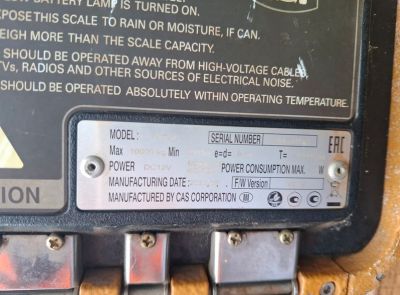 LOW BATTERY LAMP IS TURNED ON.
EXPOSE THIS SCALE TO RAIN OR MOISTURE, IF CAN.
WEIGH MORE THAN THE SCALE CAPACITY.
SHOULD BE OPERATED AWAY FROM HIGH-VOLTAGE CABLES,
TVs, RADIOS AND OTHER SOURCES OF ELECTRICAL NOISE.
SHOULD BE OPERATED ABSOLUTELY WITHIN OPERATING TEMPERATURE.
MODEL: SERIAL NUMBER EAC
Max Min e=d= T=
POWER DC12V POWER CONSUMPTION MAX. W
MANUFACTURING DATE: F/W Version
MANUFACTURED BY CAS CORPORATION